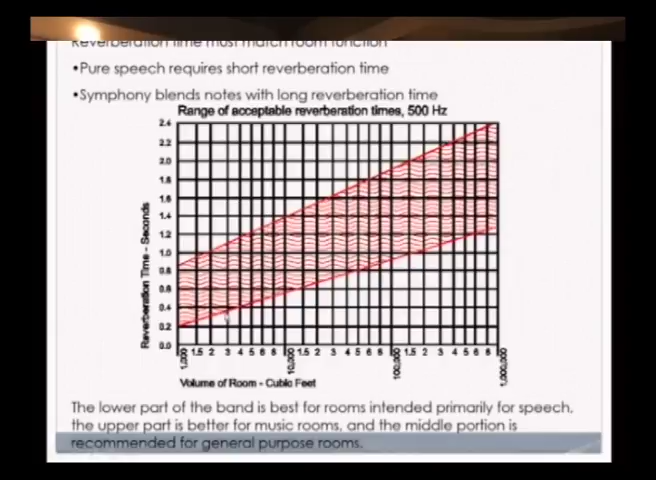 Reverberation time must match room function
•Pure speech requires short reverberation time
•Symphony blends notes with long reverberation time
Range of acceptable reverberation times, 500 Hz
2.4
2.2
2.0
1.8
1.6
1.4
1.2
1.0
0.8
0.6
0.4
0.2
0.0
Reverberation Time - Seconds
1,000 1.5 2 3 4 5 6 8 10,000 1.5 2 3 4 5 6 8 100,000 1.5 2 3 4 5 6 8 1,000,000
Volume of Room - Cubic Feet
The lower part of the band is best for rooms intended primarily for speech,
the upper part is better for music rooms, and the middle portion is
recommended for general purpose rooms.